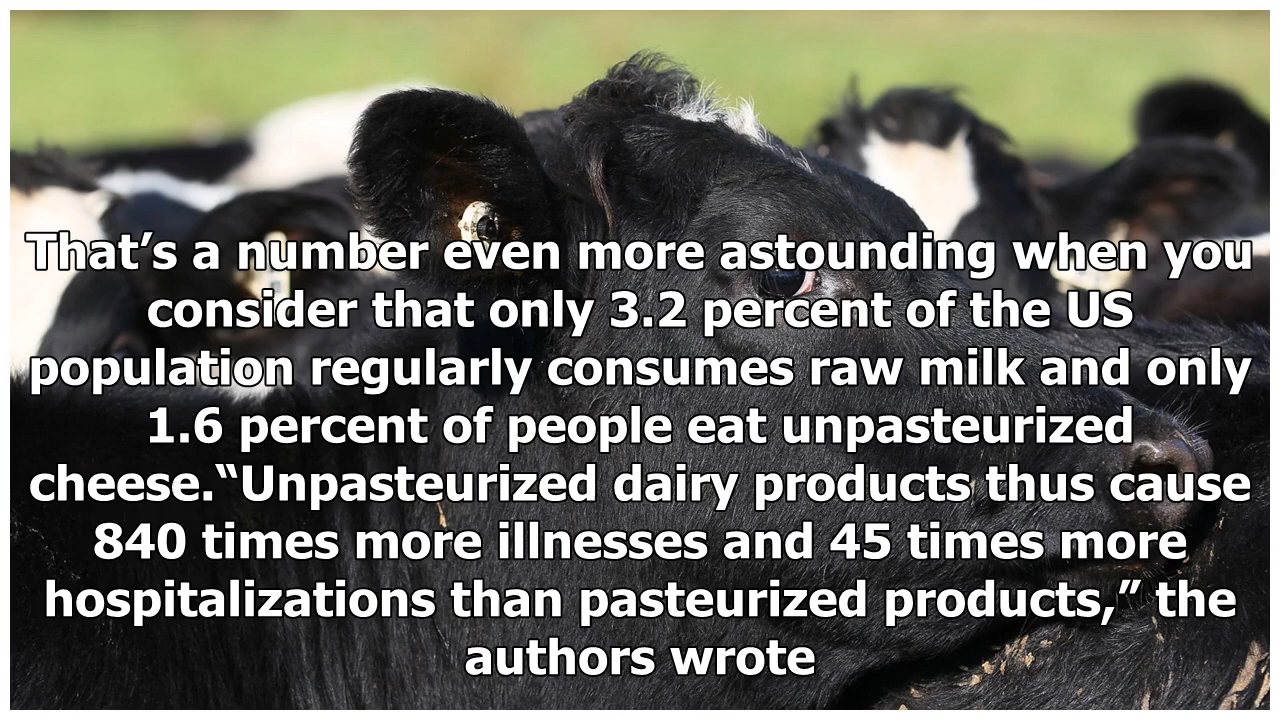 That’s a number even more astounding when you
consider that only 3.2 percent of the US
population regularly consumes raw milk and only
1.6 percent of people eat unpasteurized
cheese.“Unpasteurized dairy products thus cause
840 times more illnesses and 45 times more
hospitalizations than pasteurized products,” the
authors wrote